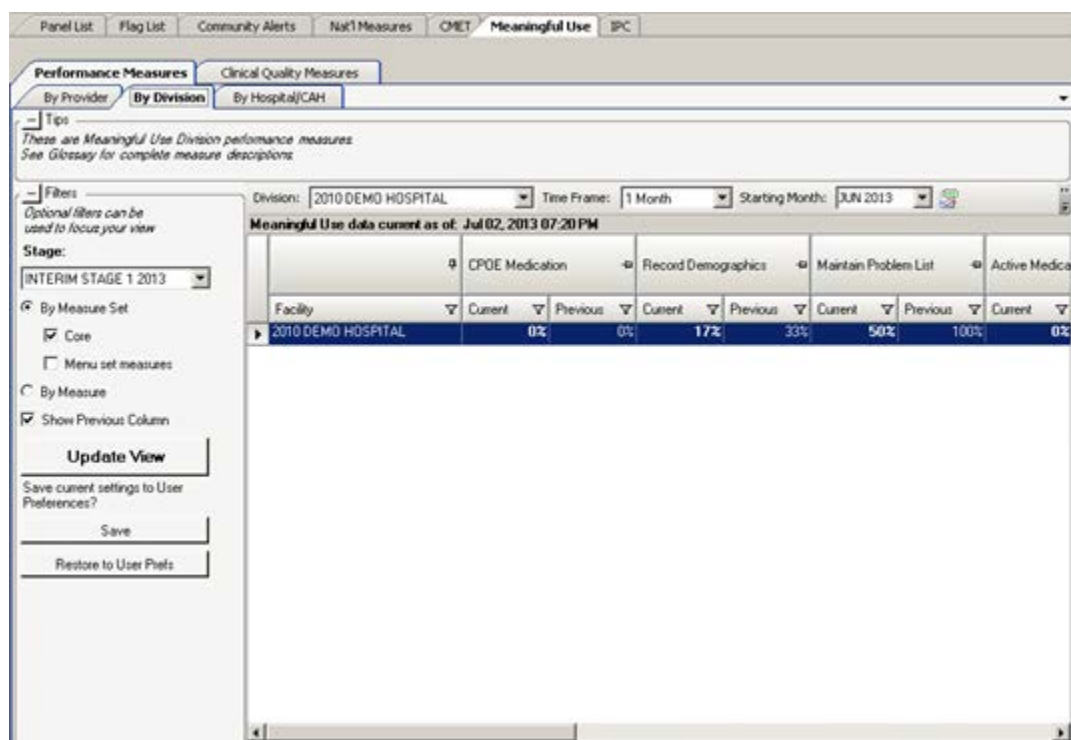 Panel List Flag List Community Alerts Nat'l Measures CMET Meaningful Use IPC
Performance Measures Clinical Quality Measures
By Provider By Division By Hospital/CAH
Tips
These are Meaningful Use Division performance measures
See Glossary for complete measure descriptions
Filters
Optional filters can be
used to focus your view
Stage:
INTERIM STAGE 1 2013
By Measure Set
Core
Menu set measures
By Measure
Show Previous Column
Update View
Save current settings to User
Preferences?
Save
Restore to User Prefs
Division: 2010 DEMO HOSPITAL Time Frame: 1 Month Starting Month: JUN 2013
Meaningful Use data current as of: Jul 02, 2013 07:20 PM
CPOE Medication Record Demographics Maintain Problem List Active Medica
Facility Current Previous Current Previous Current Previous Current
2010 DEMO HOSPITAL 0% 0% 17% 33% 50% 100% 0%